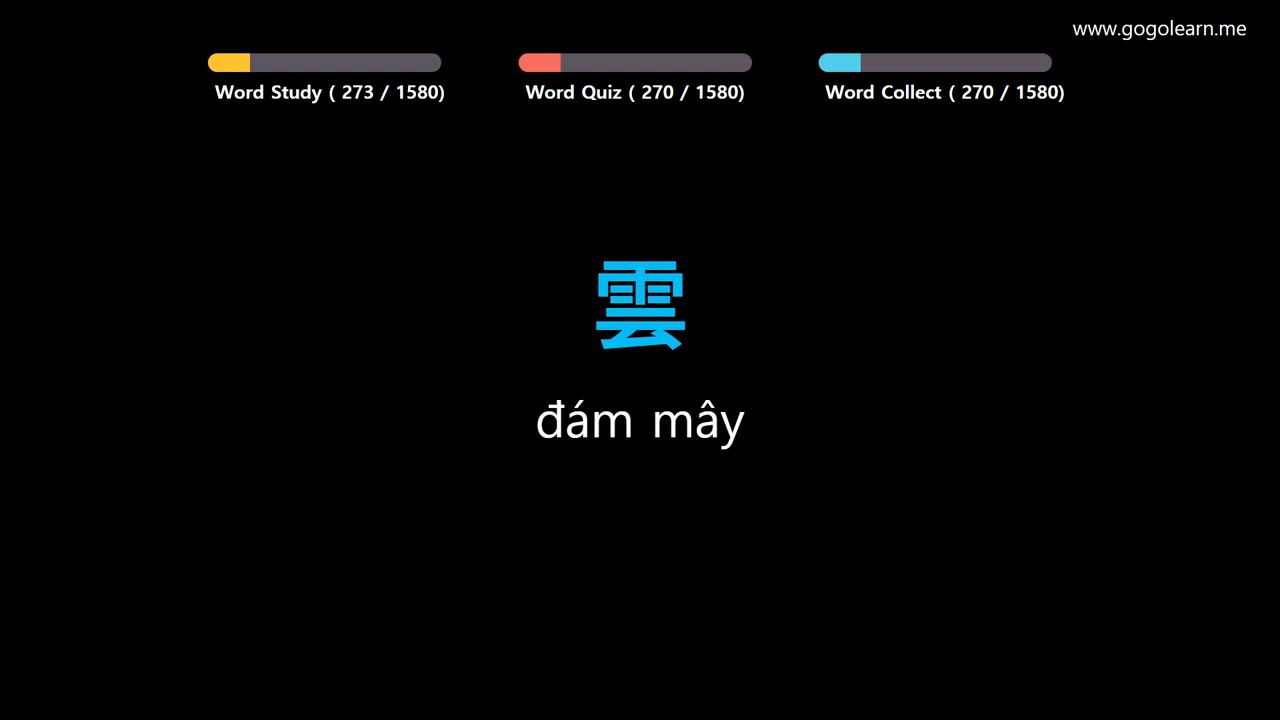 www.gogolearn.me
Word Study ( 273 / 1580)
Word Quiz ( 270 / 1580)
Word Collect ( 270 / 1580)
雲
đám mây